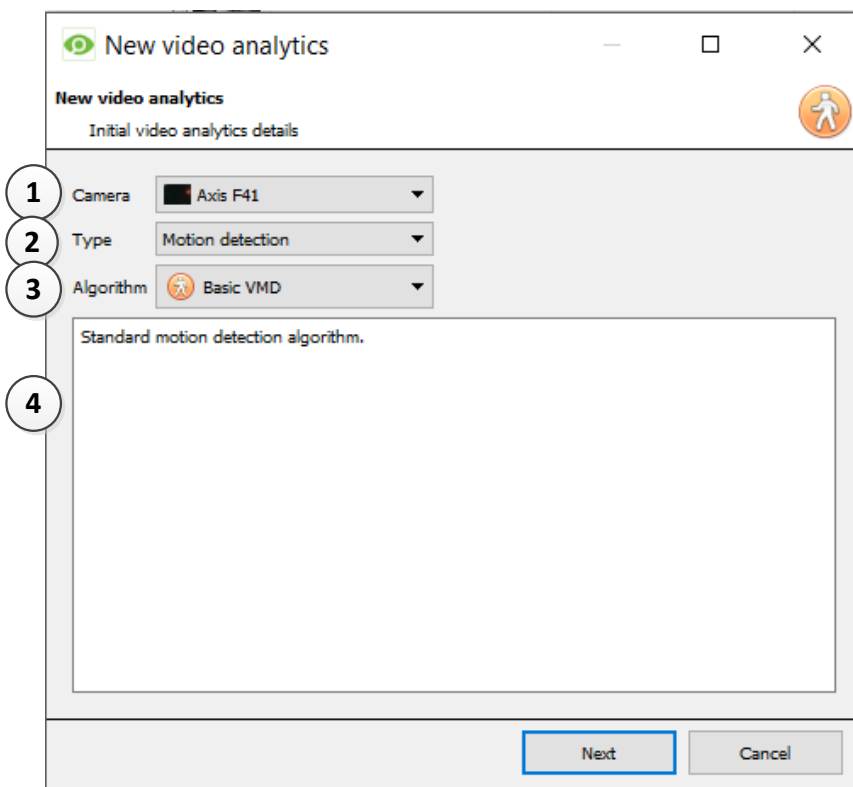 New video analytics
New video analytics
Initial video analytics details
1 Camera Axis F41
2 Type Motion detection
3 Algorithm Basic VMD
Standard motion detection algorithm.
4
Next Cancel